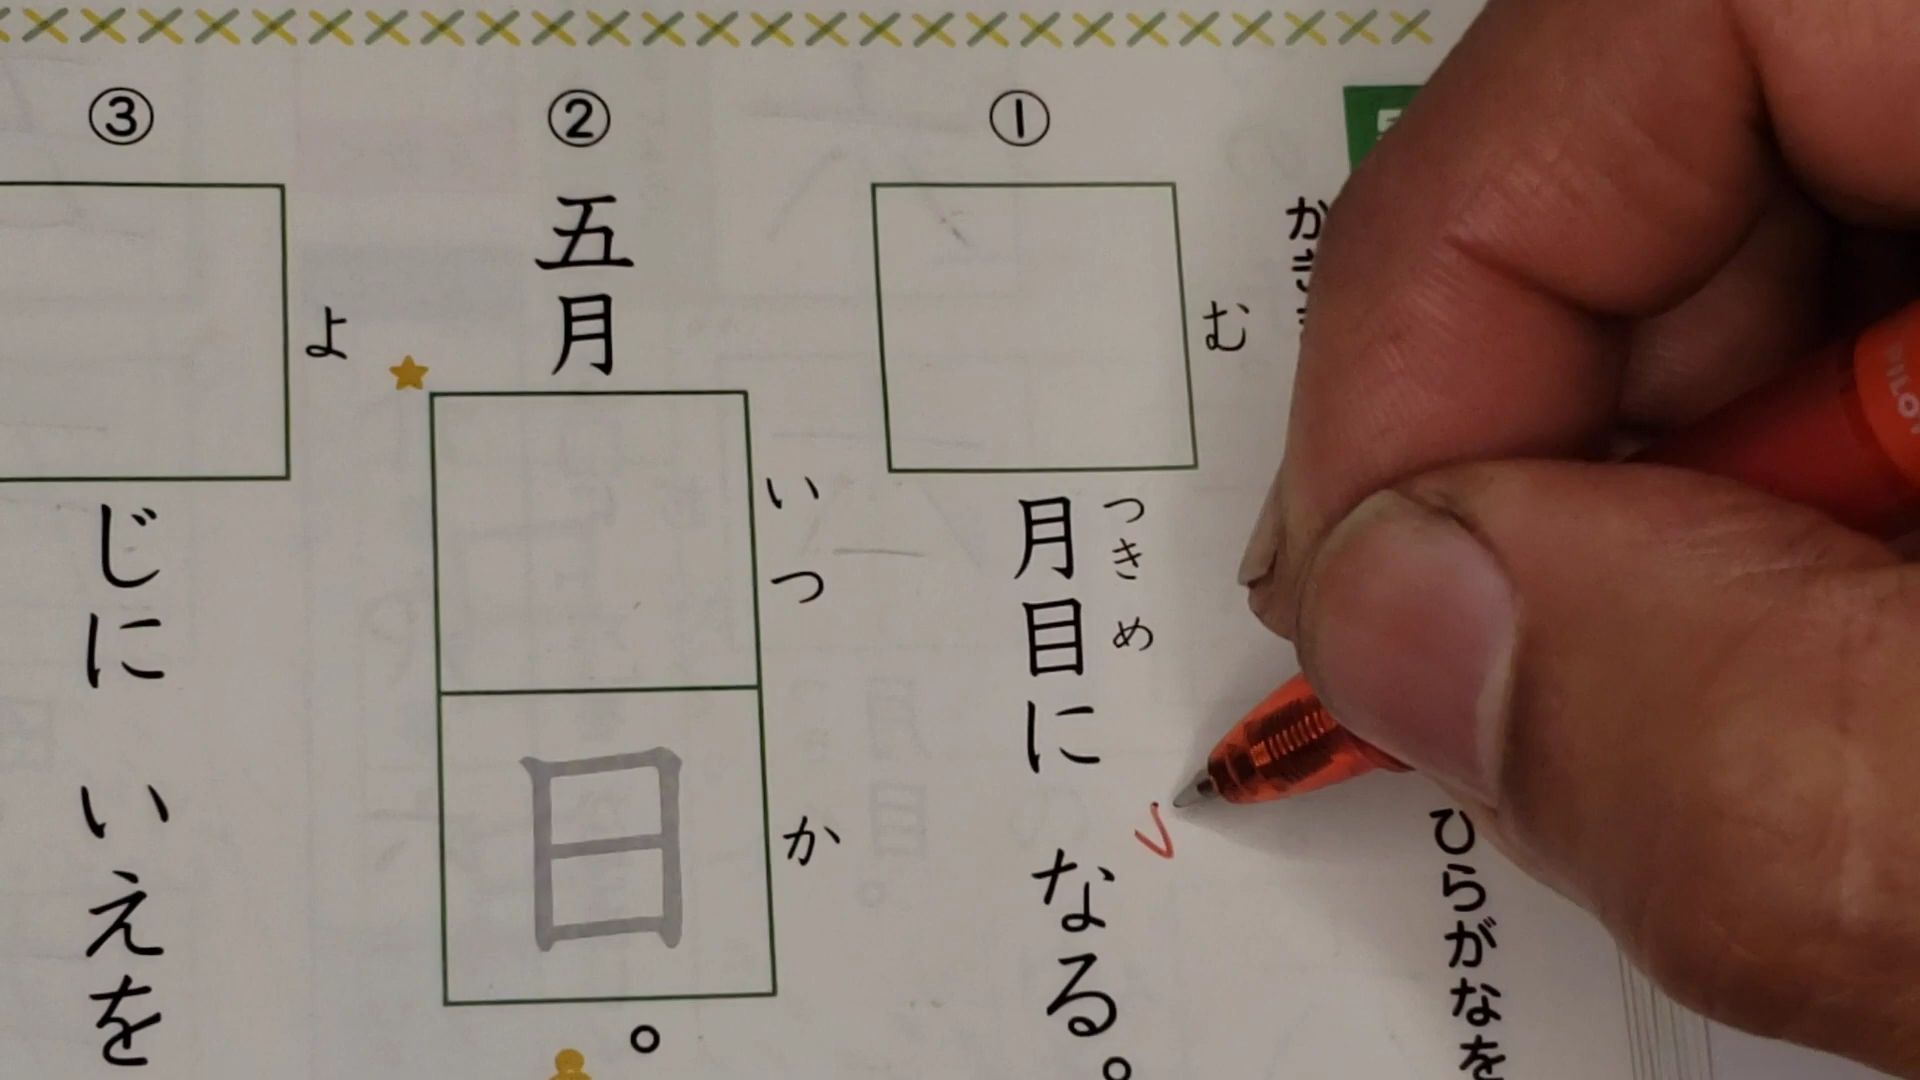 ①
む
つきめ
月目に なる。
②
いつ
か
五月
日
。
③
よ
じに いえを
ひらがなを